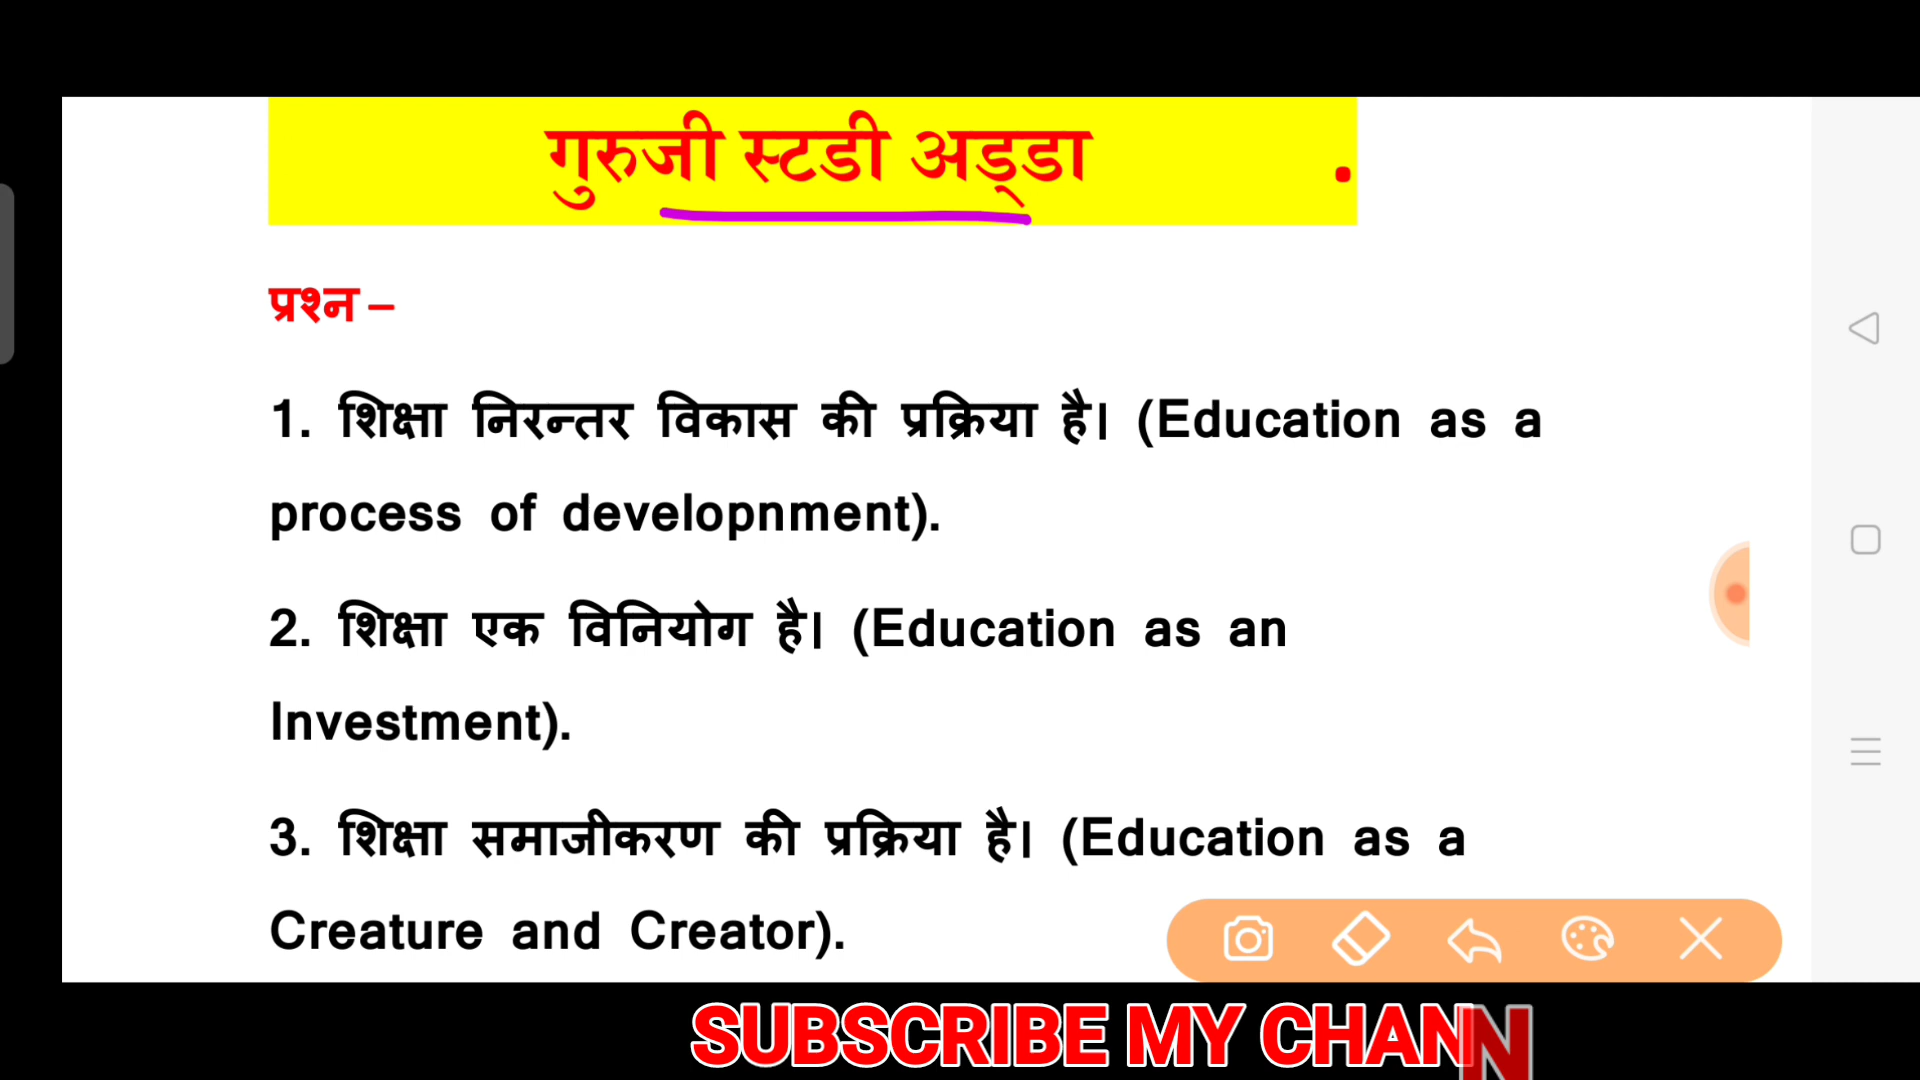 गुरुजी स्टडी अड्डा .
प्रश्न –
1. शिक्षा निरन्तर विकास की प्रक्रिया है। (Education as a
process of developnment).
2. शिक्षा एक विनियोग है। (Education as an
Investment).
3. शिक्षा समाजीकरण की प्रक्रिया है। (Education as a
Creature and Creator).
SUBSCRIBE MY CHANN